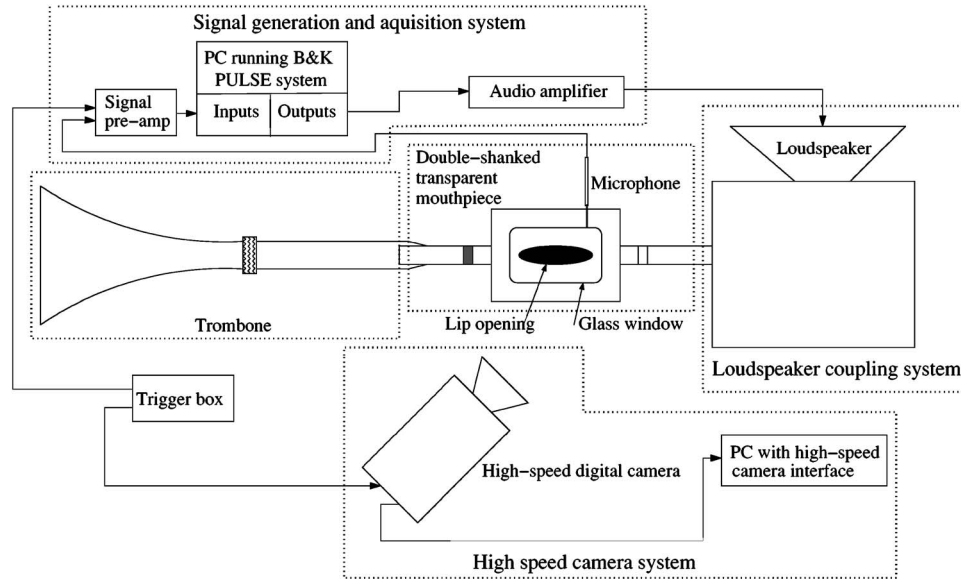 Signal generation and aquisition system
PC running B&K
PULSE system
Signal
pre-amp
Inputs
Outputs
Audio amplifier
Loudspeaker
Double-shanked
transparent
mouthpiece
Microphone
Lip opening
Glass window
Trombone
Loudspeaker coupling system
Trigger box
High-speed digital camera
PC with high-speed
camera interface
High speed camera system